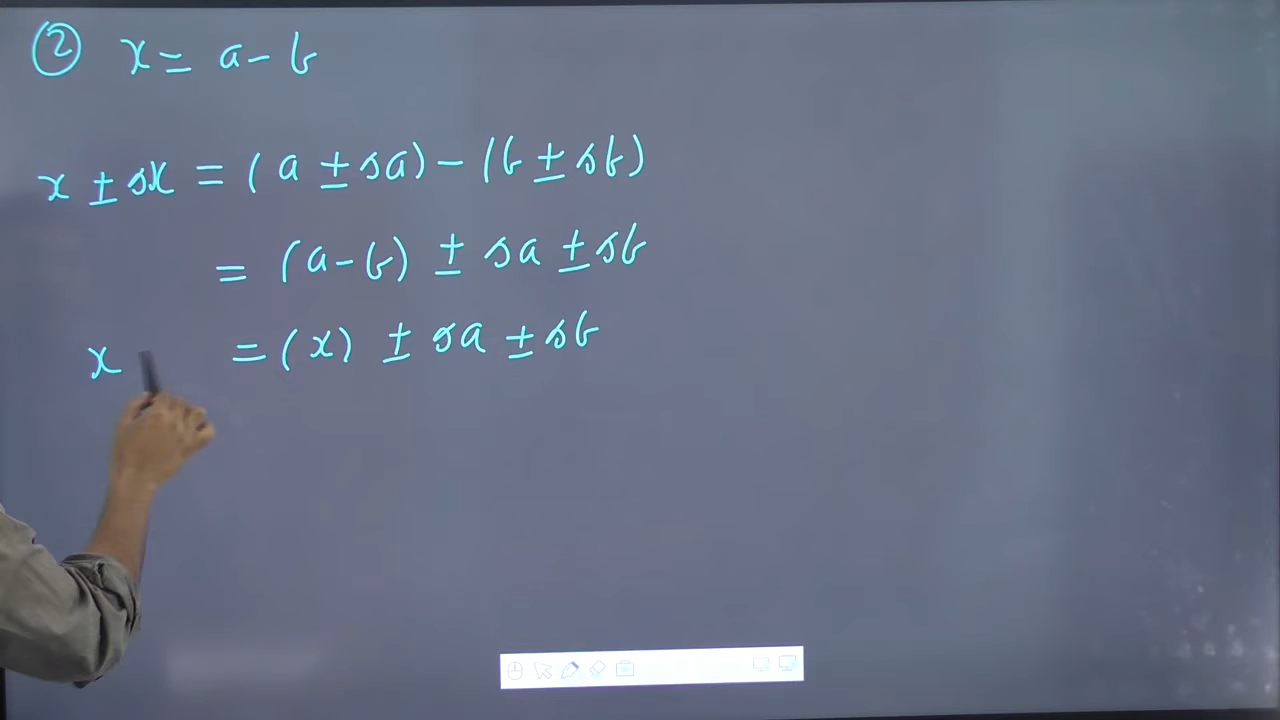 ② x = a - b
x ± δx = (a ± δa) - (b ± δb)
= (a - b) ± δa ± δb
x = (x) ± δa ± δb